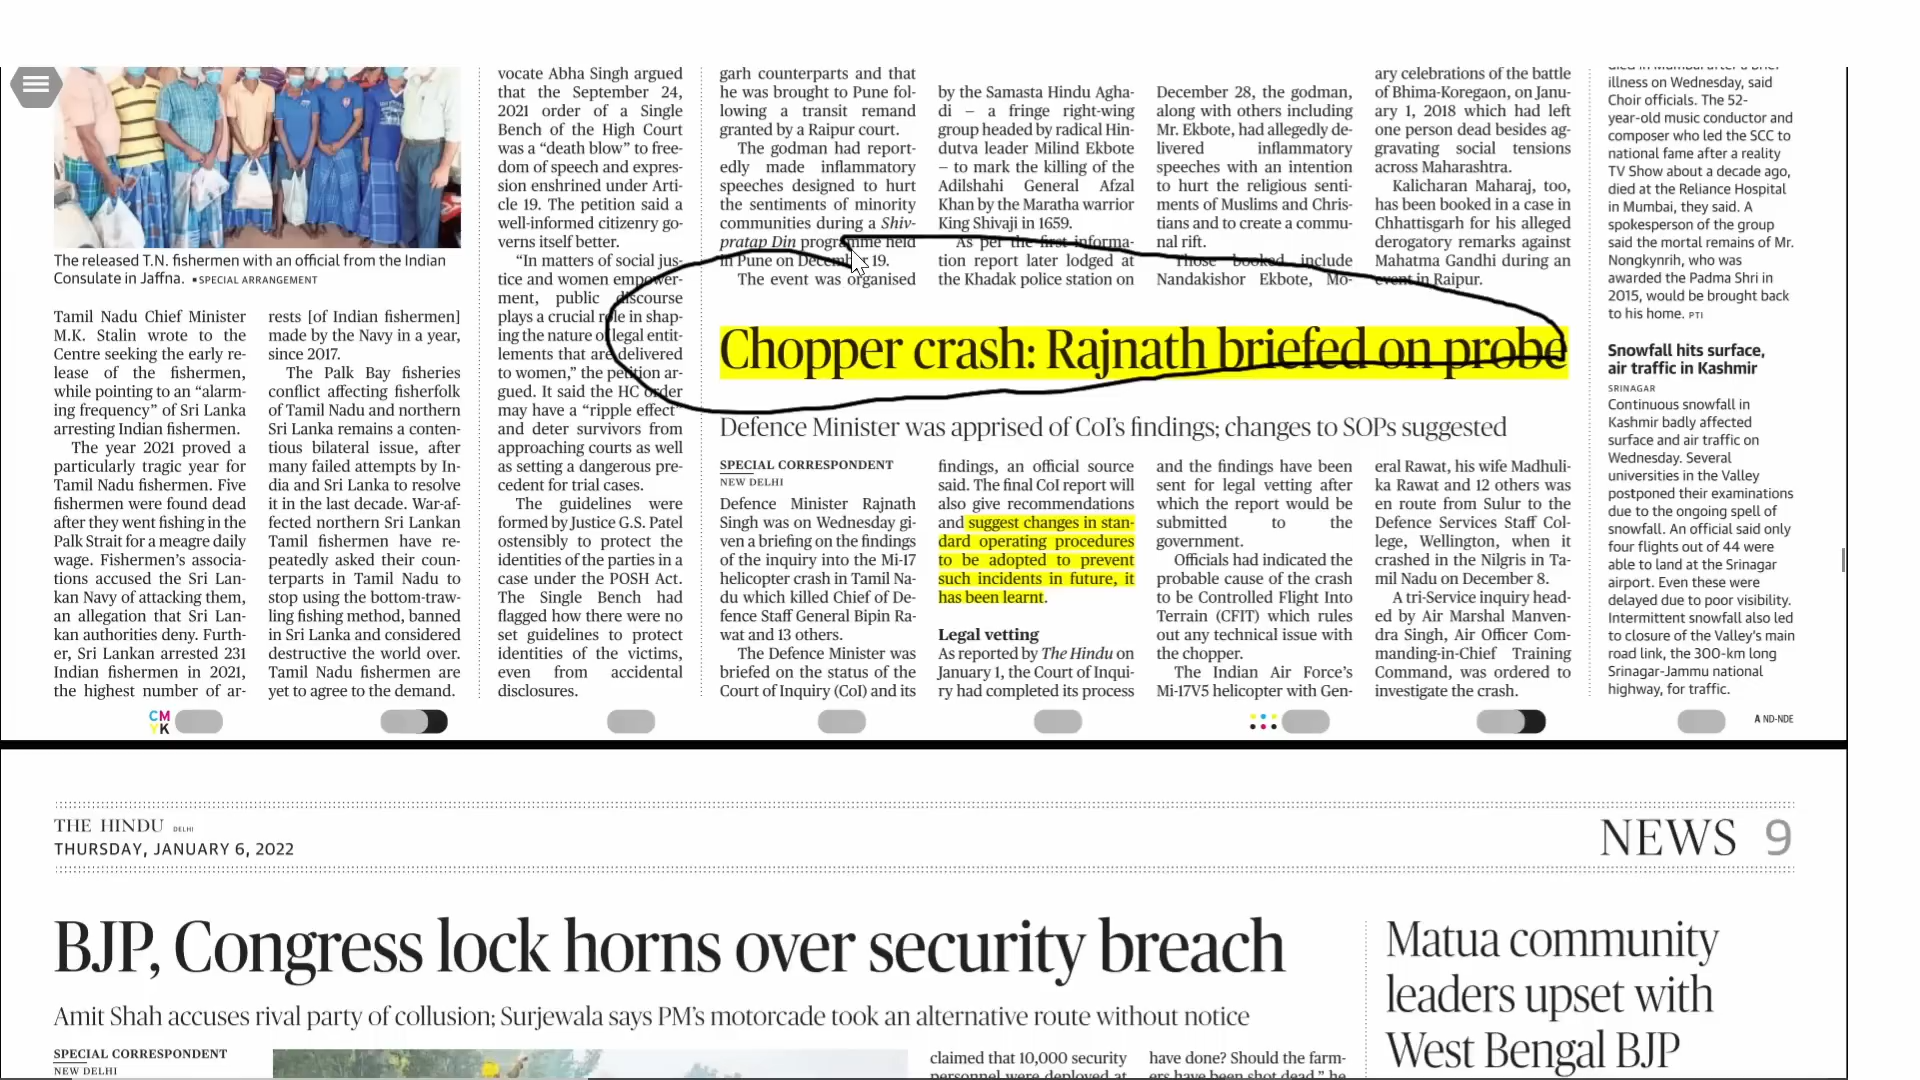 The released T.N. fishermen with an official from the Indian
Consulate in Jaffna. ▪SPECIAL ARRANGEMENT
Tamil Nadu Chief Minister
M.K. Stalin wrote to the
Centre seeking the early re-
lease of the fishermen,
while pointing to an “alarm-
ing frequency” of Sri Lanka
arresting Indian fishermen.
The year 2021 proved a
particularly tragic year for
Tamil Nadu fishermen. Five
fishermen were found dead
after they went fishing in the
Palk Strait for a meagre daily
wage. Fishermen’s associa-
tions accused the Sri Lan-
kan Navy of attacking them,
an allegation that Sri Lan-
kan authorities deny. Furth-
er, Sri Lankan arrested 231
Indian fishermen in 2021,
the highest number of ar-
rests [of Indian fishermen]
made by the Navy in a year,
since 2017.
The Palk Bay fisheries
conflict affecting fisherfolk
of Tamil Nadu and northern
Sri Lanka remains a conten-
tious bilateral issue, after
many failed attempts by In-
dia and Sri Lanka to resolve
it in the last decade. War-af-
fected northern Sri Lankan
Tamil fishermen have re-
peatedly asked their coun-
terparts in Tamil Nadu to
stop using the bottom-traw-
ling fishing method, banned
in Sri Lanka and considered
destructive the world over.
Tamil Nadu fishermen are
yet to agree to the demand.
vocate Abha Singh argued
that the September 24,
2021 order of a Single
Bench of the High Court
was a “death blow” to free-
dom of speech and expres-
sion enshrined under Arti-
cle 19. The petition said a
well-informed citizenry go-
verns itself better.
“In matters of social jus-
tice and women empower-
ment, public discourse
plays a crucial role in shap-
ing the nature of legal entit-
lements that are delivered
to women,” the petition ar-
gued. It said the HC order
may have a “ripple effect”
and deter survivors from
approaching courts as well
as setting a dangerous pre-
cedent for trial cases.
The guidelines were
formed by Justice G.S. Patel
ostensibly to protect the
identities of the parties in a
case under the POSH Act.
The Single Bench had
flagged how there were no
set guidelines to protect
identities of the victims,
even from accidental
disclosures.
garh counterparts and that
he was brought to Pune fol-
lowing a transit remand
granted by a Raipur court.
The godman had report-
edly made inflammatory
speeches designed to hurt
the sentiments of minority
communities during a Shiv-
pratap Din programme held
in Pune on December 19.
The event was organised
by the Samasta Hindu Agha-
di – a fringe right-wing
group headed by radical Hin-
dutva leader Milind Ekbote
– to mark the killing of the
Adilshahi General Afzal
Khan by the Maratha warrior
King Shivaji in 1659.
As per the first informa-
tion report later lodged at
the Khadak police station on
December 28, the godman,
along with others including
Mr. Ekbote, had allegedly de-
livered inflammatory
speeches with an intention
to hurt the religious senti-
ments of Muslims and Chris-
tians and to create a commu-
nal rift.
Those booked include
Nandakishor Ekbote, Mo-
ary celebrations of the battle
of Bhima-Koregaon, on Janu-
ary 1, 2018 which had left
one person dead besides ag-
gravating social tensions
across Maharashtra.
Kalicharan Maharaj, too,
has been booked in a case in
Chhattisgarh for his alleged
derogatory remarks against
Mahatma Gandhi during an
event in Raipur.
Chopper crash: Rajnath briefed on probe
Defence Minister was apprised of CoI’s findings; changes to SOPs suggested
SPECIAL CORRESPONDENT
NEW DELHI
Defence Minister Rajnath
Singh was on Wednesday gi-
ven a briefing on the findings
of the inquiry into the Mi-17
helicopter crash in Tamil Na-
du which killed Chief of De-
fence Staff General Bipin Ra-
wat and 13 others.
The Defence Minister was
briefed on the status of the
Court of Inquiry (CoI) and its
findings, an official source
said. The final CoI report will
also give recommendations
and suggest changes in stan-
dard operating procedures
to be adopted to prevent
such incidents in future, it
has been learnt.
Legal vetting
As reported by The Hindu on
January 1, the Court of Inqui-
ry had completed its process
and the findings have been
sent for legal vetting after
which the report would be
submitted to the
government.
Officials had indicated the
probable cause of the crash
to be Controlled Flight Into
Terrain (CFIT) which rules
out any technical issue with
the chopper.
The Indian Air Force’s
Mi-17V5 helicopter with Gen-
eral Rawat, his wife Madhuli-
ka Rawat and 12 others was
en route from Sulur to the
Defence Services Staff Col-
lege, Wellington, when it
crashed in the Nilgris in Ta-
mil Nadu on December 8.
A tri-Service inquiry head-
ed by Air Marshal Manven-
dra Singh, Air Officer Com-
manding-in-Chief Training
Command, was ordered to
investigate the crash.
illness on Wednesday, said
Choir officials. The 52-
year-old music conductor and
composer who led the SCC to
national fame after a reality
TV Show about a decade ago,
died at the Reliance Hospital
in Mumbai, they said. A
spokesperson of the group
said the mortal remains of Mr.
Nongkynrih, who was
awarded the Padma Shri in
2015, would be brought back
to his home. PTI
Snowfall hits surface,
air traffic in Kashmir
SRINAGAR
Continuous snowfall in
Kashmir badly affected
surface and air traffic on
Wednesday. Several
universities in the Valley
postponed their examinations
due to the ongoing spell of
snowfall. An official said only
four flights out of 44 were
able to land at the Srinagar
airport. Even these were
delayed due to poor visibility.
Intermittent snowfall also led
to closure of the Valley’s main
road link, the 300-km long
Srinagar-Jammu national
highway, for traffic.
CM
YK
A ND-NDE
THE HINDU DELHI
THURSDAY, JANUARY 6, 2022
NEWS 9
BJP, Congress lock horns over security breach
Amit Shah accuses rival party of collusion; Surjewala says PM’s motorcade took an alternative route without notice
SPECIAL CORRESPONDENT
NEW DELHI
claimed that 10,000 security
personnel were deployed at
have done? Should the farm-
ers have been shot dead,” he
Matua community
leaders upset with
West Bengal BJP